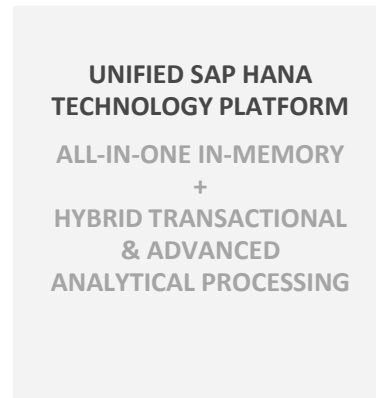 UNIFIED SAP HANA
TECHNOLOGY PLATFORM
ALL-IN-ONE IN-MEMORY
+
HYBRID TRANSACTIONAL
& ADVANCED
ANALYTICAL PROCESSING